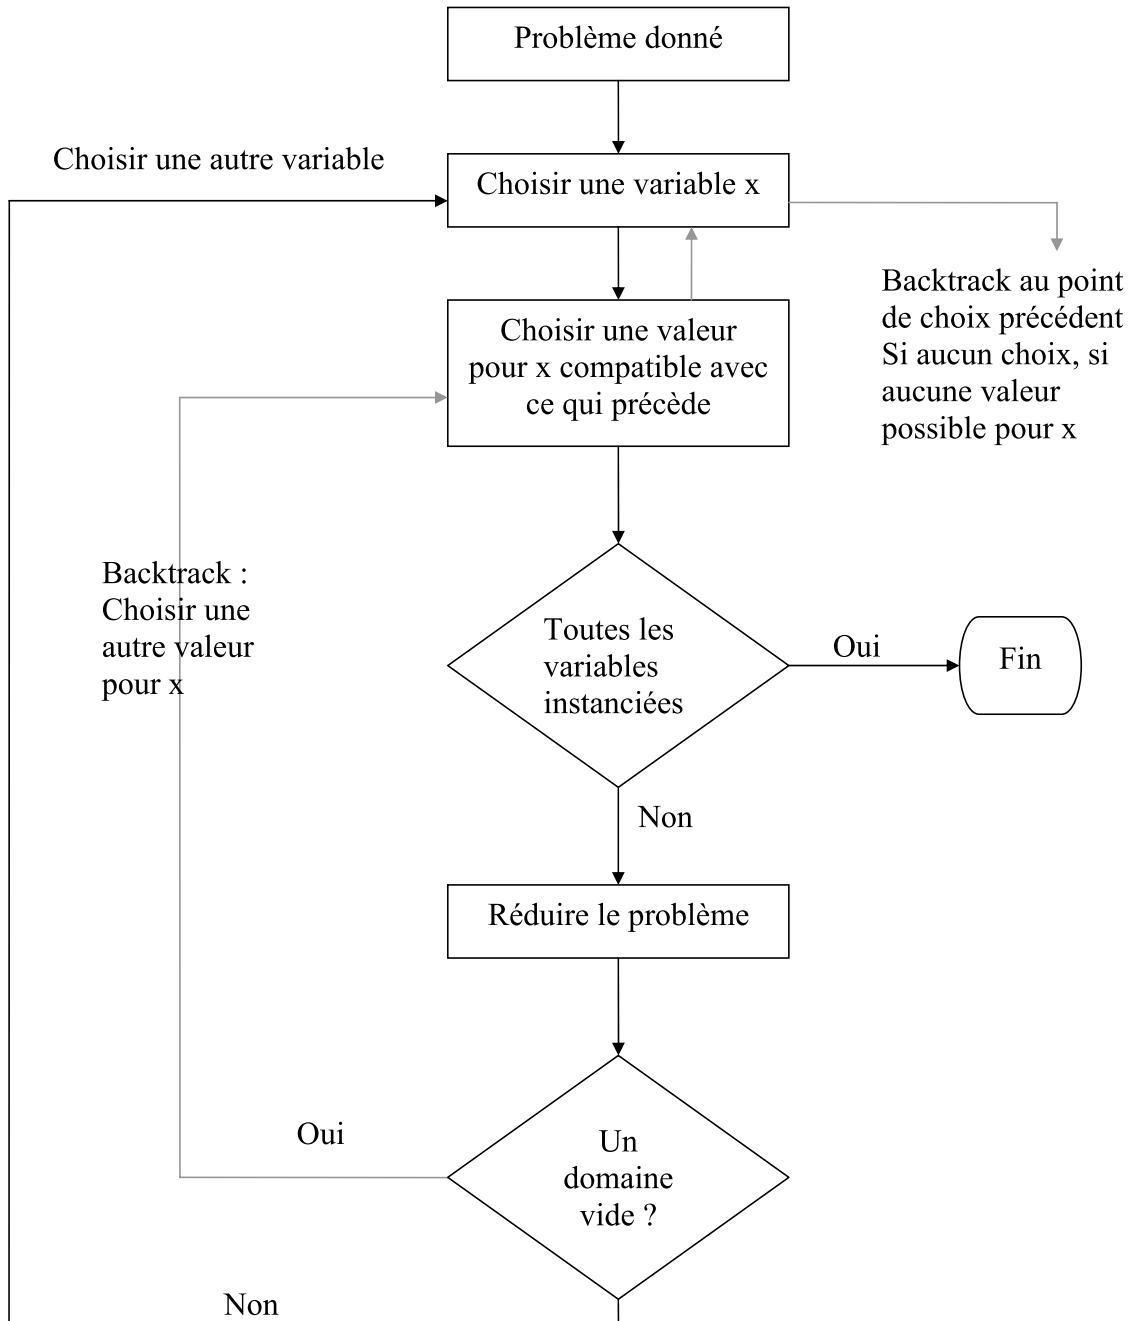 Problème donné
Choisir une autre variable
Choisir une variable x
Backtrack au point
de choix précédent
Si aucun choix, si
aucune valeur
possible pour x
Choisir une valeur
pour x compatible avec
ce qui précède
Backtrack :
Choisir une
autre valeur
pour x
Toutes les
variables
instanciées
Oui
Fin
Non
Réduire le problème
Oui
Un
domaine
vide ?
Non